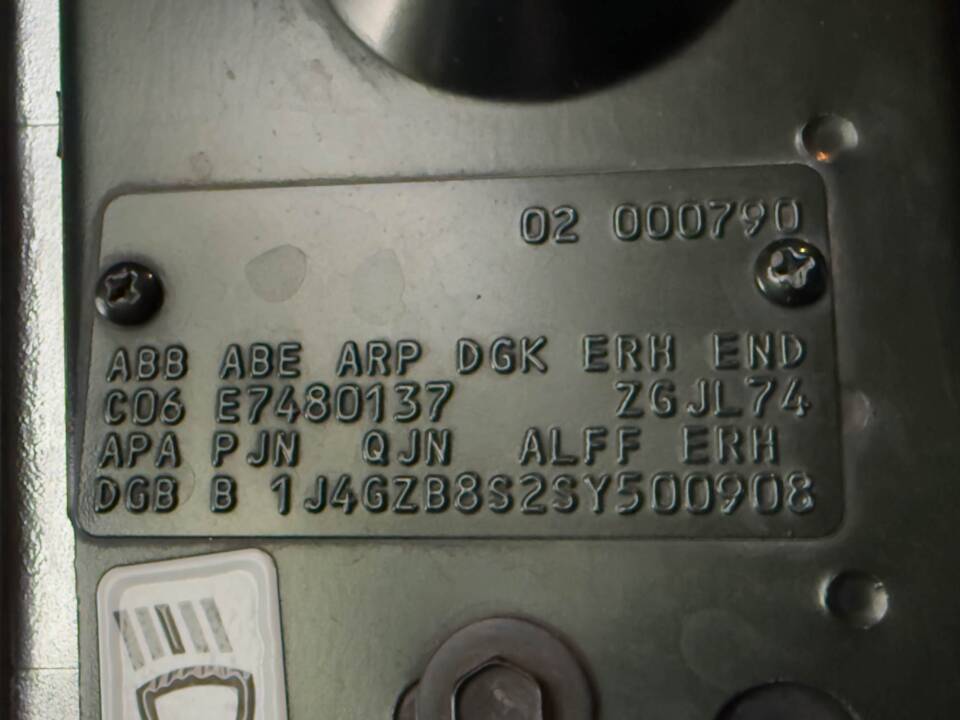 02 000790
ABB ABE ARP DGK ERH END
C06 E7480137 ZGJL74
APA PJN QJN ALFF ERH
DGB B 1J4GZB8S2SY500908